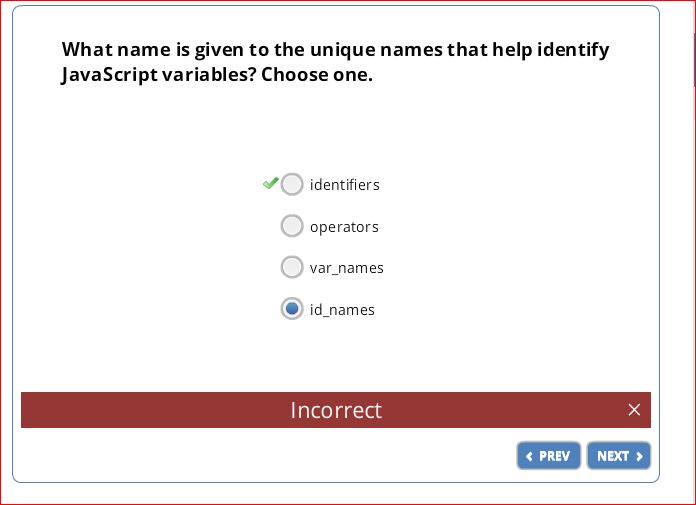 What name is given to the unique names that help identify
JavaScript variables? Choose one.
identifiers
operators
var_names
id_names
Incorrect
PREV
NEXT